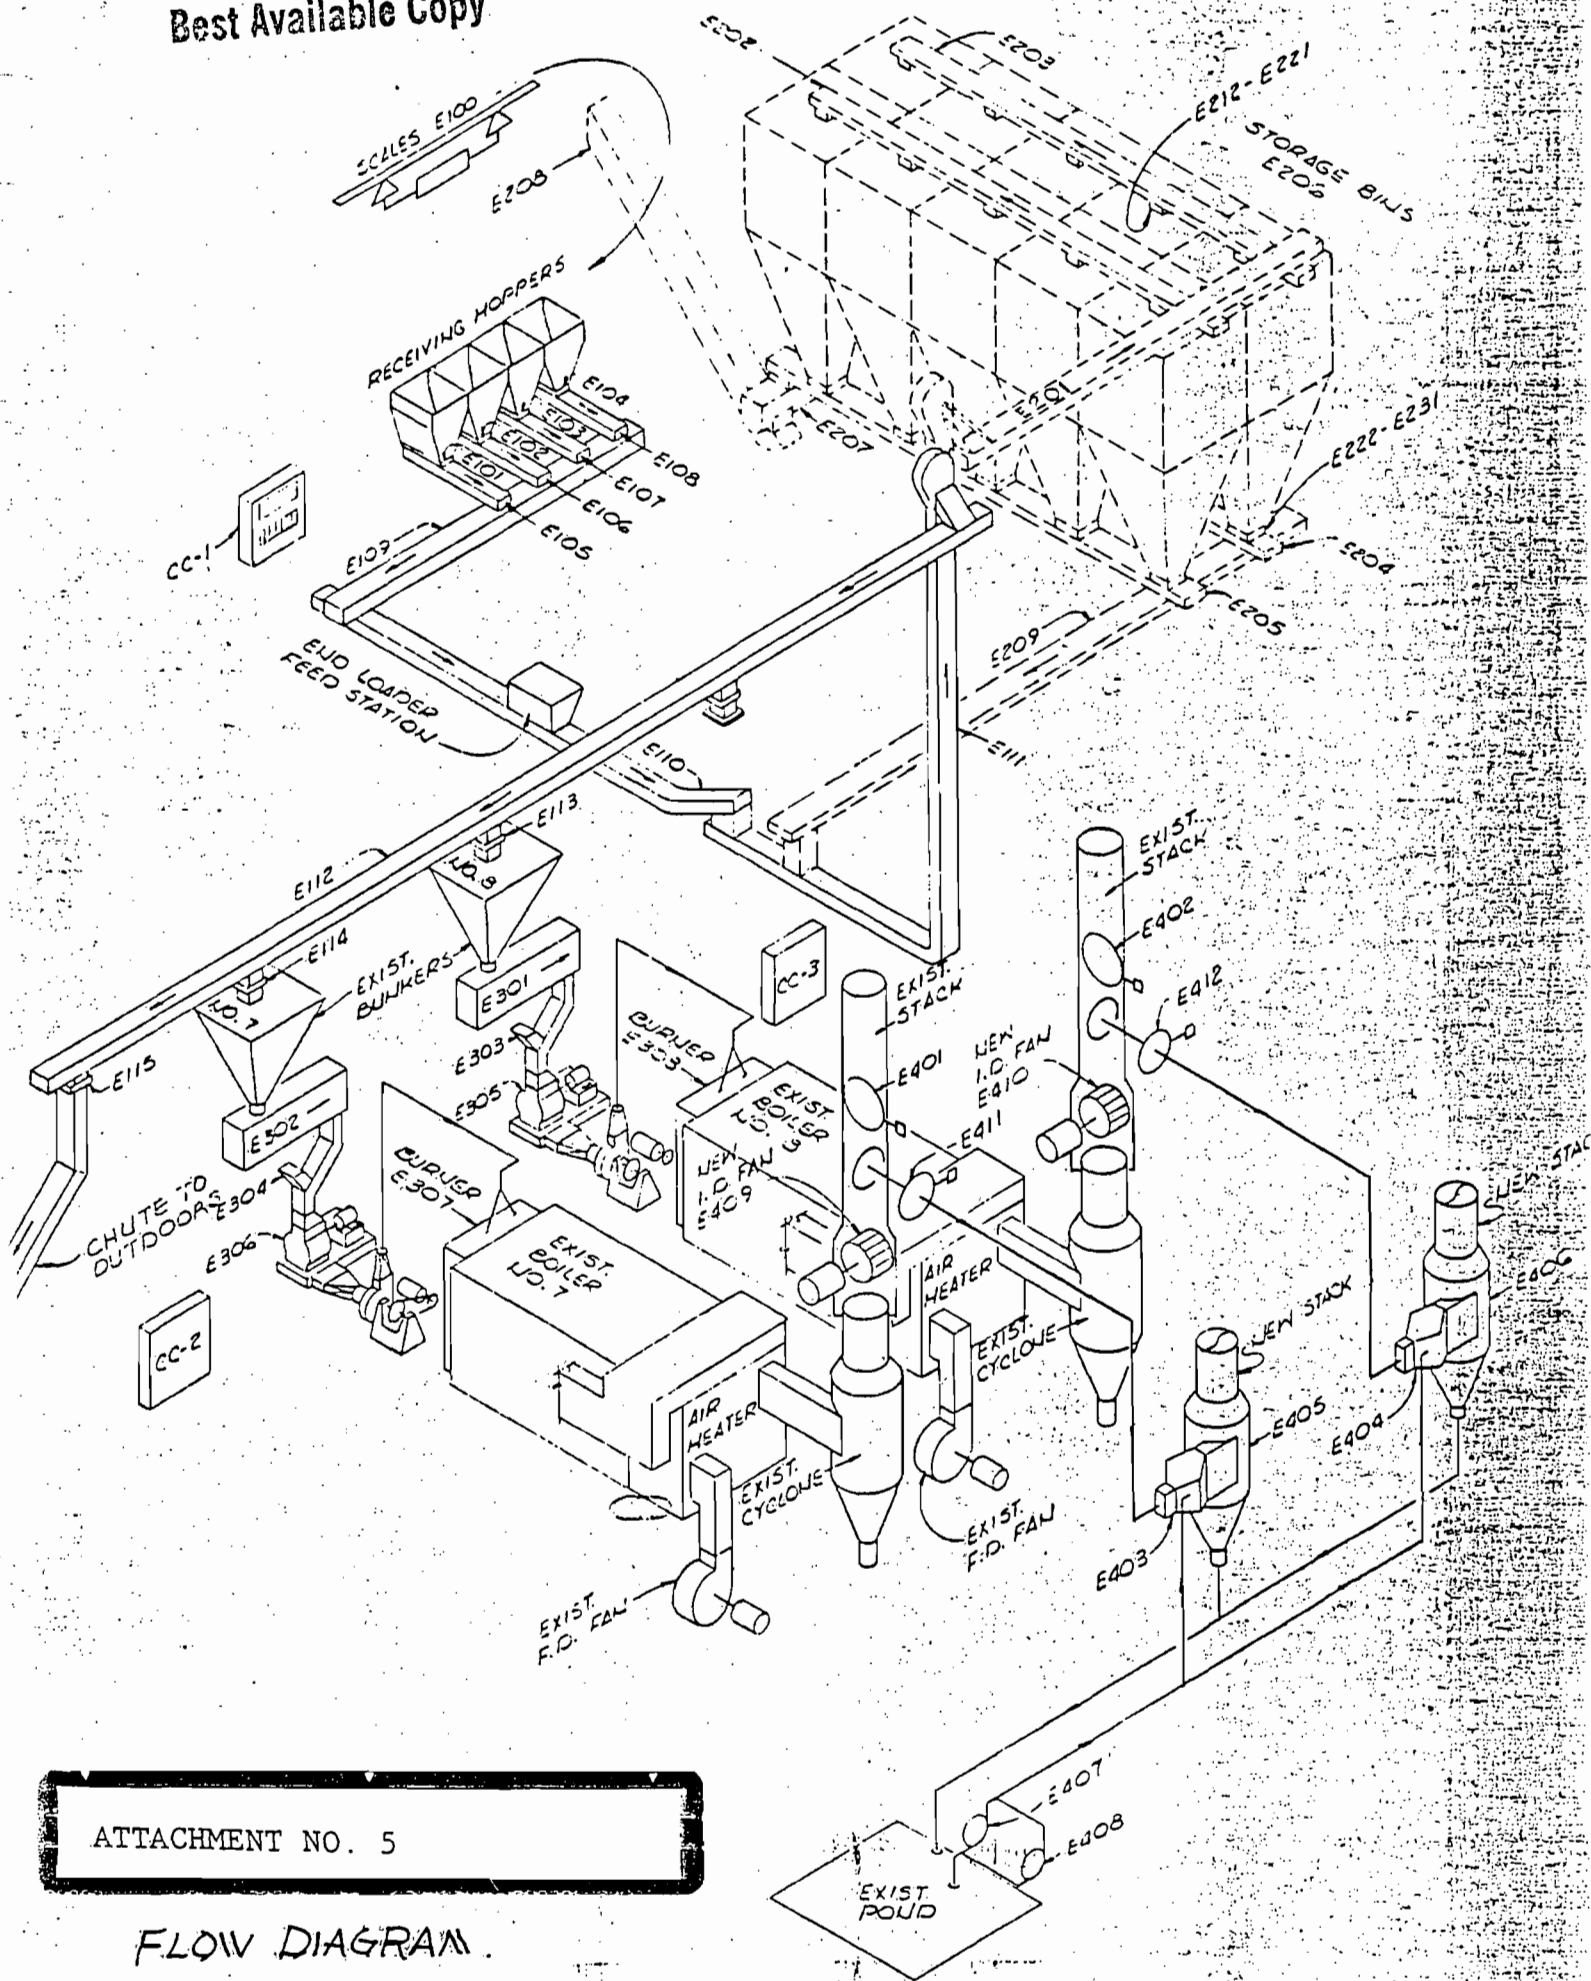 Best Available Copy
SCALES E100
E208
E202
E203
E212-E221
STORAGE BINS
E206
RECEIVING HOPPERS
E104
E103
E102
E101
E108
E107
E106
E105
E109
CC-1
E207
E201
E222-E231
E204
E205
E209
END LOADER
FEED STATION
E110
E111
E113
E112
NO. 8
E114
NO. 7
EXIST.
BUNKERS
E301
E302
E115
E303
E305
E304
E306
CHUTE TO
OUTDOORS
CC-2
CC-3
BURNER
E303
BURNER
E307
EXIST.
BOILER
NO. 7
EXIST.
BOILER
NEW
I.D. FAN
E409
EXIST.
STACK
E401
E411
NEW
I.D. FAN
E410
EXIST.
STACK
E402
E412
AIR
HEATER
AIR
HEATER
EXIST.
CYCLONE
EXIST.
CYCLONE
EXIST.
F.D. FAN
EXIST.
F.D. FAN
NEW STACK
E406
E404
NEW STACK
E405
E403
E407
E408
EXIST.
POND
ATTACHMENT NO. 5
FLOW DIAGRAM.